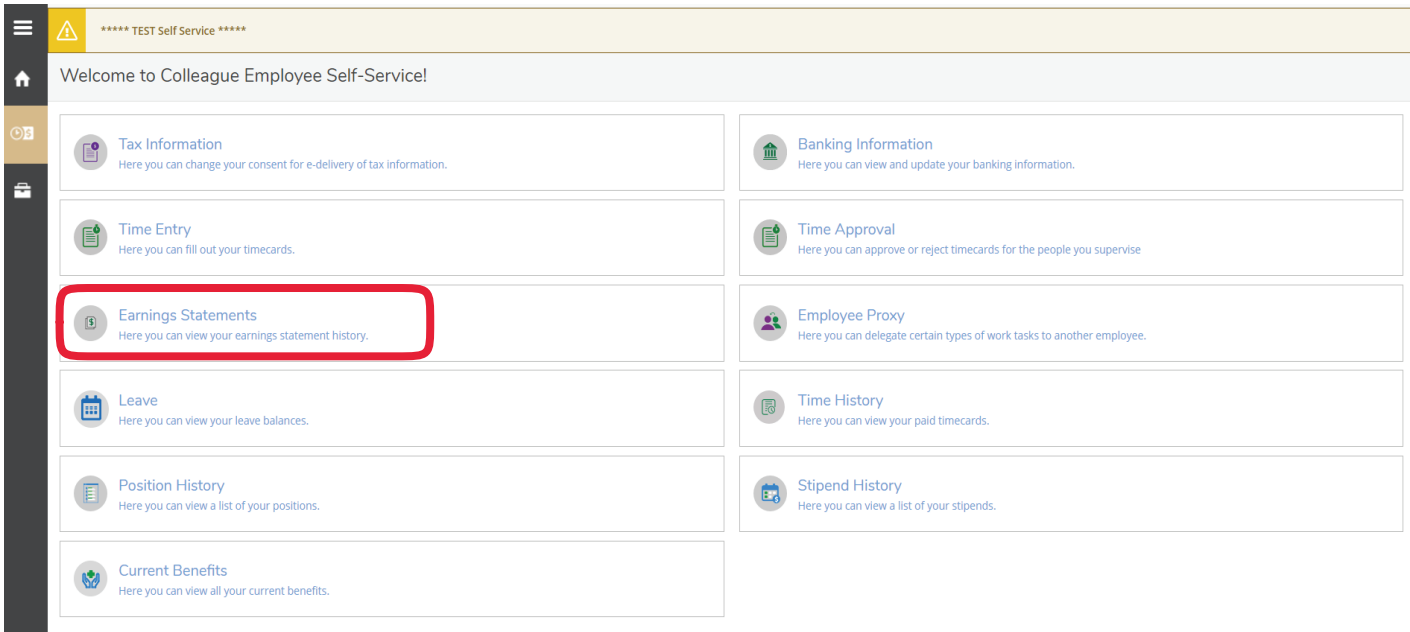 ***** TEST Self Service *****
Welcome to Colleague Employee Self-Service!
Tax Information
Here you can change your consent for e-delivery of tax information.
Banking Information
Here you can view and update your banking information.
Time Entry
Here you can fill out your timecards.
Time Approval
Here you can approve or reject timecards for the people you supervise
Earnings Statements
Here you can view your earnings statement history.
Employee Proxy
Here you can delegate certain types of work tasks to another employee.
Leave
Here you can view your leave balances.
Time History
Here you can view your paid timecards.
Position History
Here you can view a list of your positions.
Stipend History
Here you can view a list of your stipends.
Current Benefits
Here you can view all your current benefits.